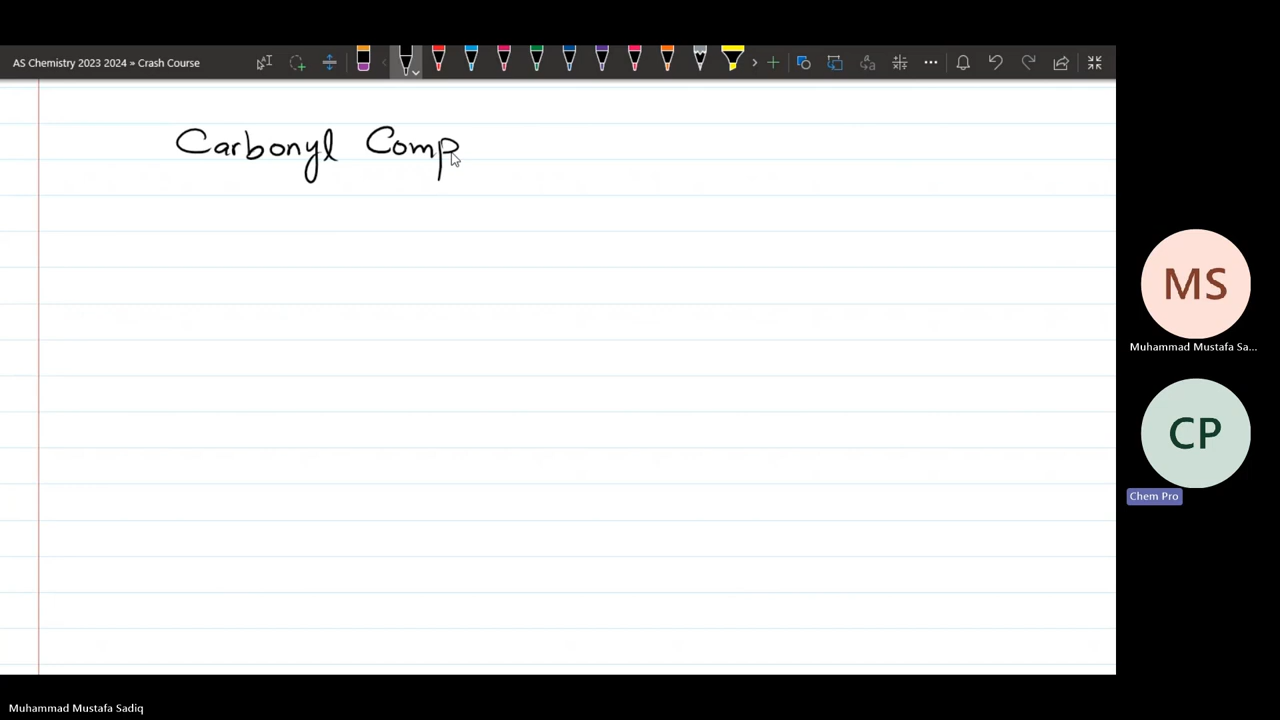 AS Chemistry 2023 2024 » Crash Course
Carbonyl Comp
MS
Muhammad Mustafa Sa...
CP
Chem Pro
Muhammad Mustafa Sadiq